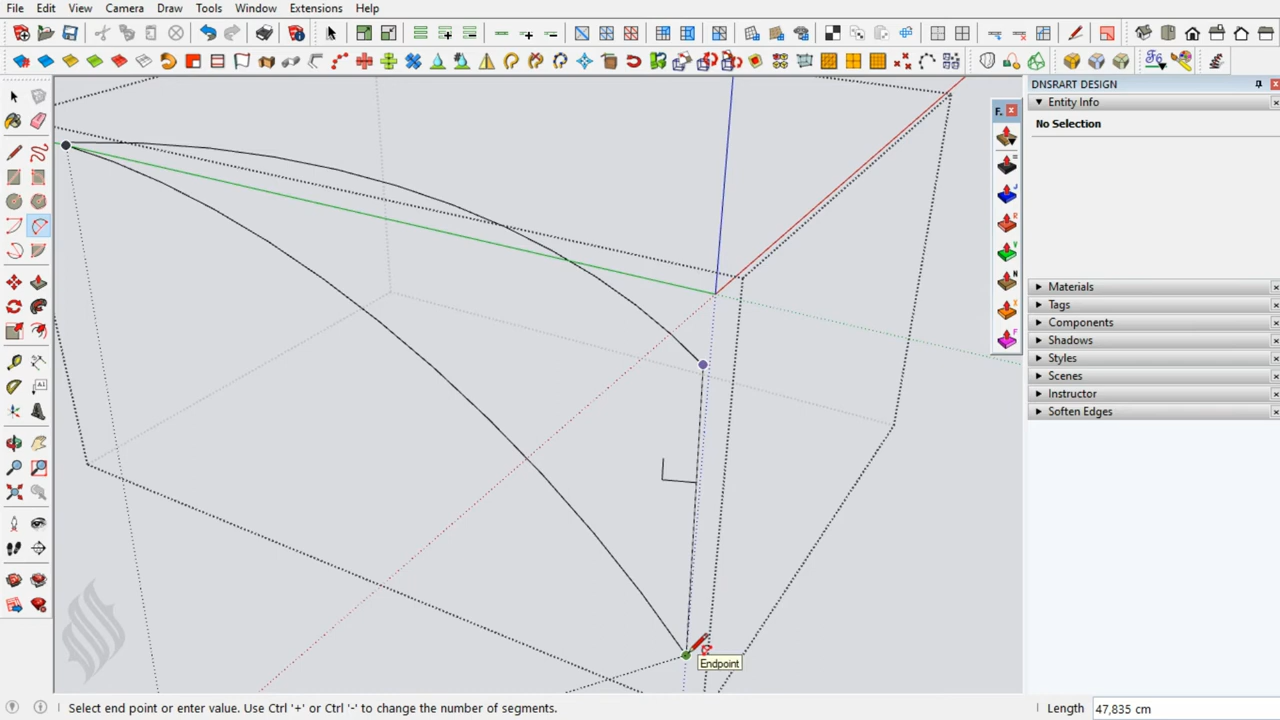 File Edit View Camera Draw Tools Window Extensions Help
DNSRART DESIGN
Entity Info
No Selection
F.
J
R
V
N
X
F
Materials
Tags
Components
Shadows
Styles
Scenes
Instructor
Soften Edges
Endpoint
Select end point or enter value. Use Ctrl '+' or Ctrl '-' to change the number of segments.
Length 47,835 cm